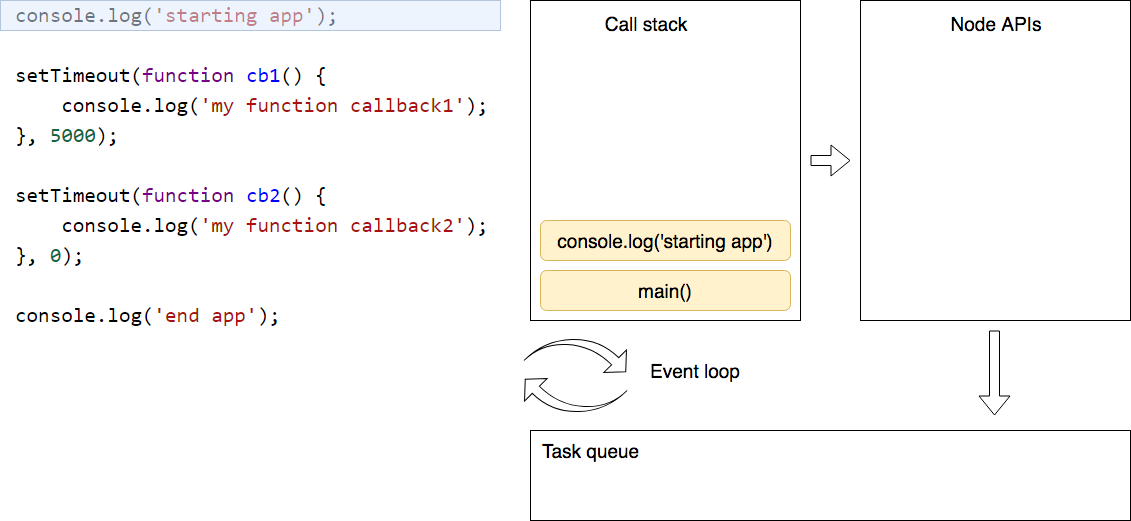 console.log('starting app');
setTimeout(function cb1() {
    console.log('my function callback1');
}, 5000);
setTimeout(function cb2() {
    console.log('my function callback2');
}, 0);
console.log('end app');
Call stack
console.log('starting app')
main()
Node APIs
Event loop
Task queue